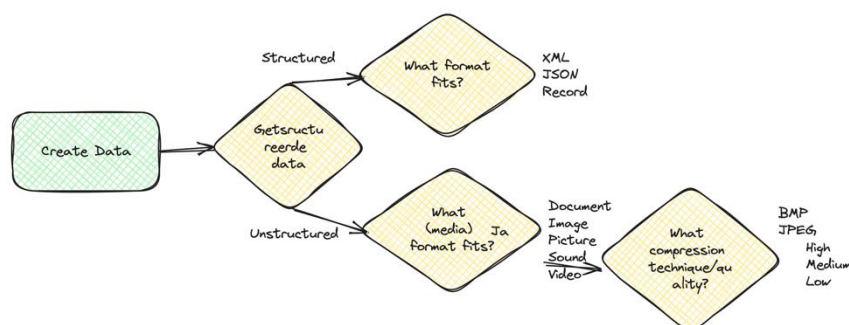 Structured
What format
fits?
XML
JSON
Record
Create Data
Getsructu
reerde
data
Unstructured
What
(media) Ja
format fits?
Document
Image
Picture
Sound
Video
What
compression
technique/qu
ality?
BMP
JPEG
High
Medium
Low